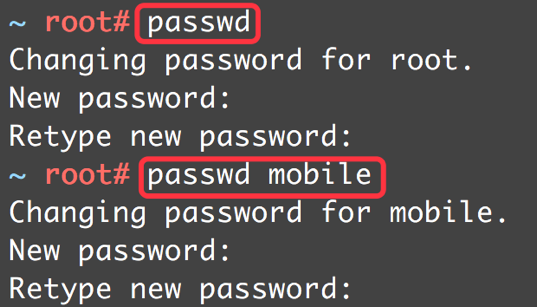 ~ root# passwd
Changing password for root.
New password:
Retype new password:
~ root# passwd mobile
Changing password for mobile.
New password:
Retype new password: